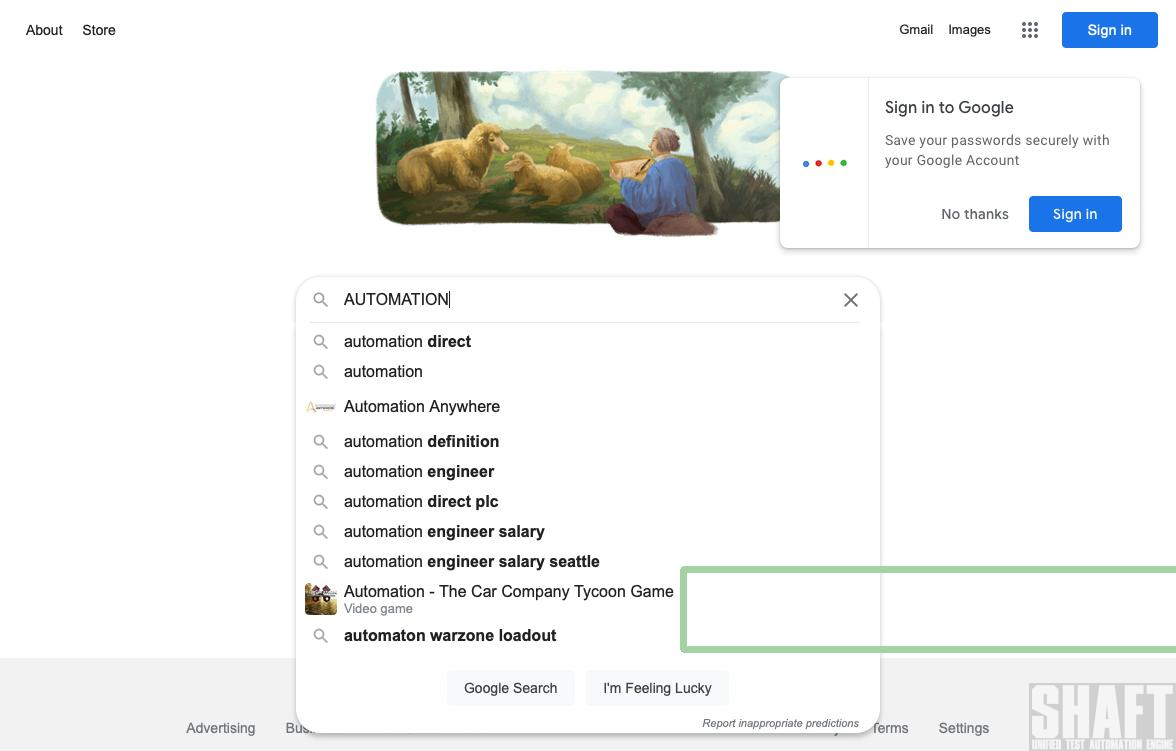 About Store
Gmail Images
Sign in
Sign in to Google
Save your passwords securely with
your Google Account
No thanks
Sign in
AUTOMATION
automation direct
automation
Automation Anywhere
automation definition
automation engineer
automation direct plc
automation engineer salary
automation engineer salary seattle
Automation - The Car Company Tycoon Game
Video game
automaton warzone loadout
Google Search
I'm Feeling Lucky
Report inappropriate predictions
Advertising
Terms
Settings
SHAFT
UNIFIED TEST AUTOMATION ENGINE